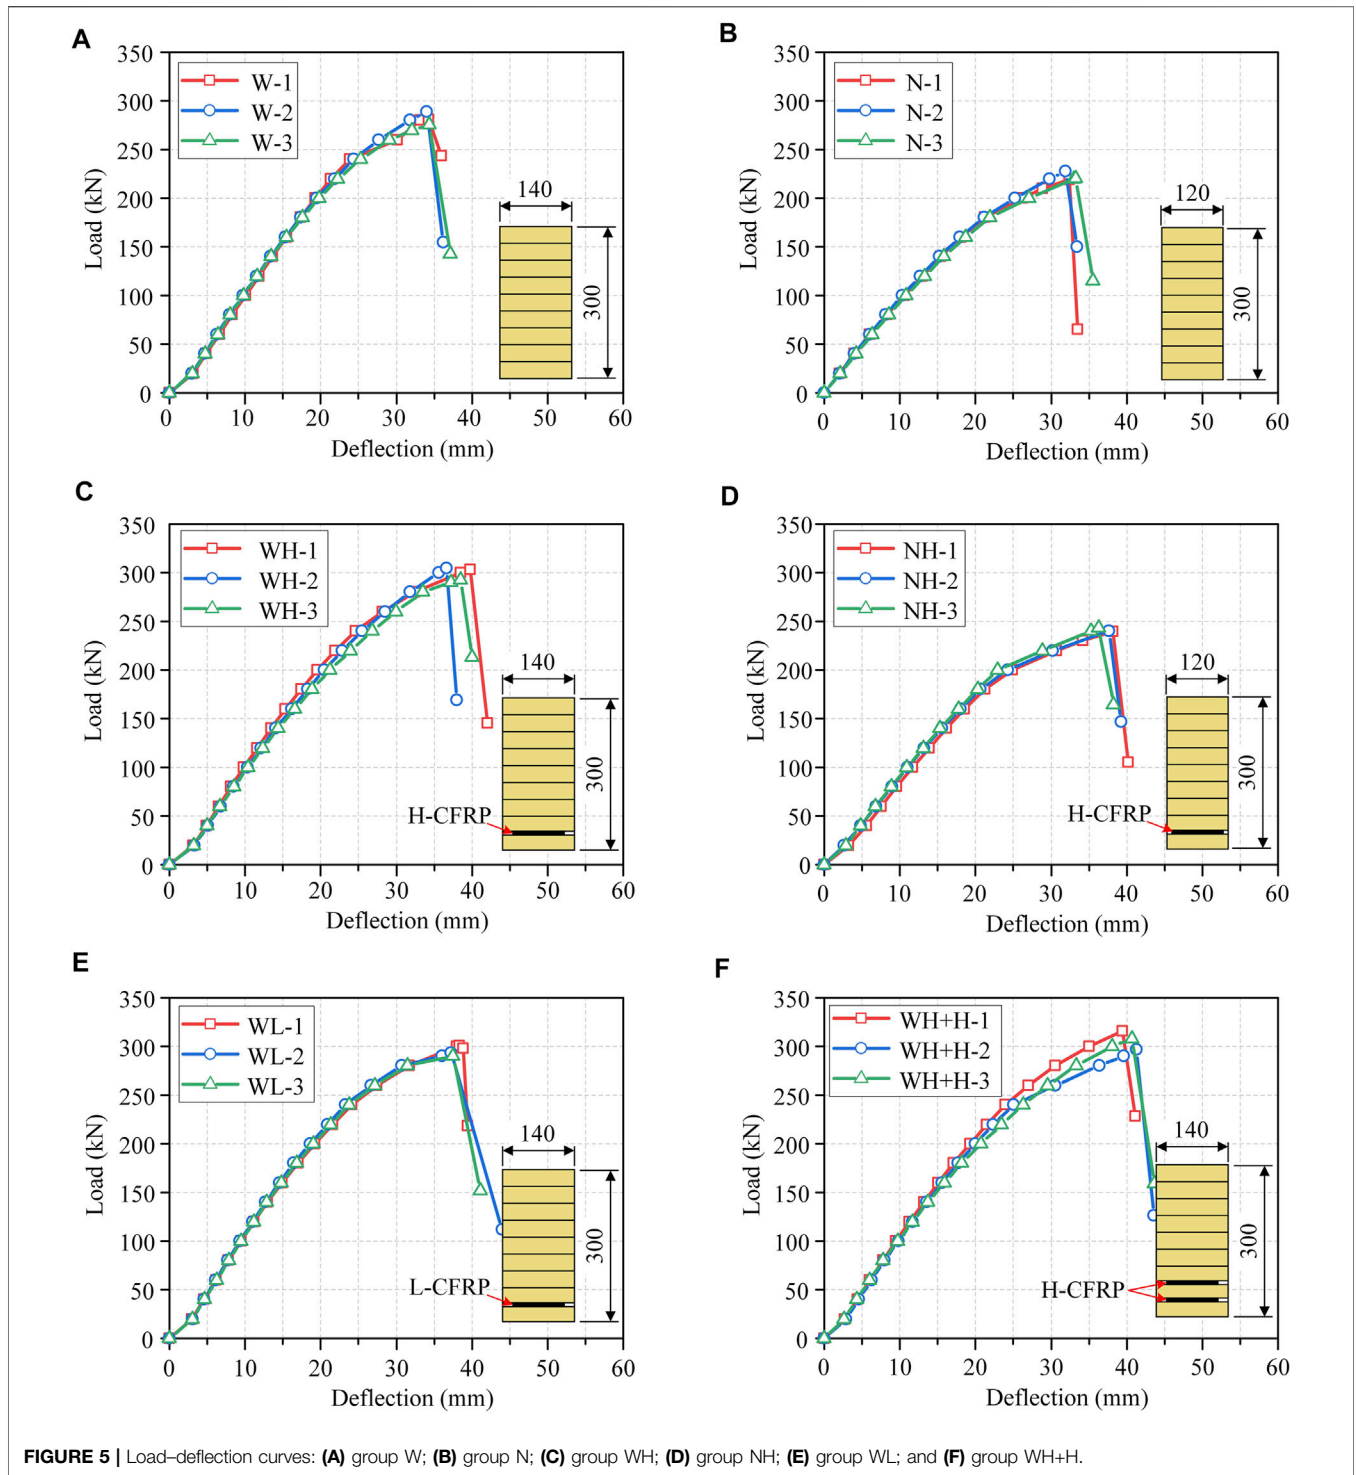 A
350
300
250
200
150
100
50
0
Load (kN)
W-1
W-2
W-3
140
300
0 10 20 30 40 50 60
Deflection (mm)
B
350
300
250
200
150
100
50
0
Load (kN)
N-1
N-2
N-3
120
300
0 10 20 30 40 50 60
Deflection (mm)
C
350
300
250
200
150
100
50
0
Load (kN)
WH-1
WH-2
WH-3
140
300
H-CFRP
0 10 20 30 40 50 60
Deflection (mm)
D
350
300
250
200
150
100
50
0
Load (kN)
NH-1
NH-2
NH-3
120
300
H-CFRP
0 10 20 30 40 50 60
Deflection (mm)
E
350
300
250
200
150
100
50
0
Load (kN)
WL-1
WL-2
WL-3
140
300
L-CFRP
0 10 20 30 40 50 60
Deflection (mm)
F
350
300
250
200
150
100
50
0
Load (kN)
WH+H-1
WH+H-2
WH+H-3
140
300
H-CFRP
0 10 20 30 40 50 60
Deflection (mm)
FIGURE 5 | Load–deflection curves: (A) group W; (B) group N; (C) group WH; (D) group NH; (E) group WL; and (F) group WH+H.